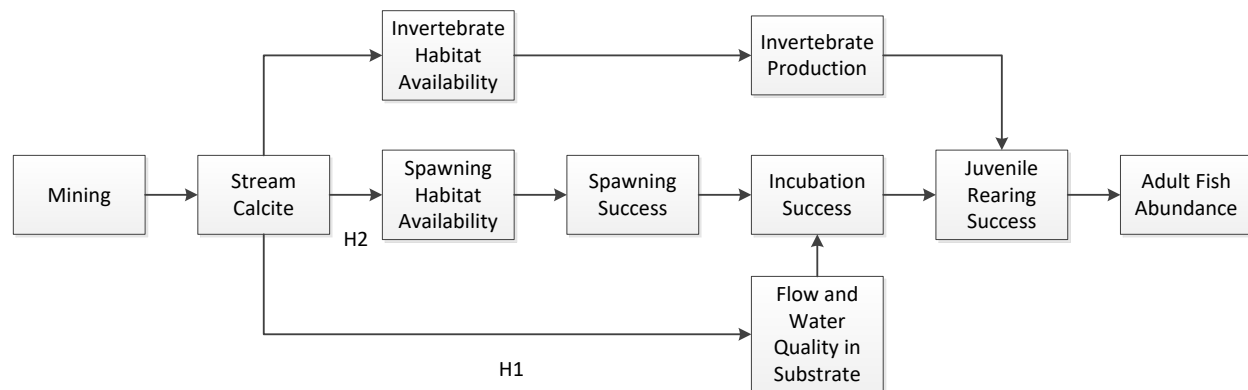 Invertebrate
Habitat
Availability
Invertebrate
Production
Mining
Stream
Calcite
Spawning
Habitat
Availability
Spawning
Success
Incubation
Success
Juvenile
Rearing
Success
Adult Fish
Abundance
H2
Flow and
Water
Quality in
Substrate
H1